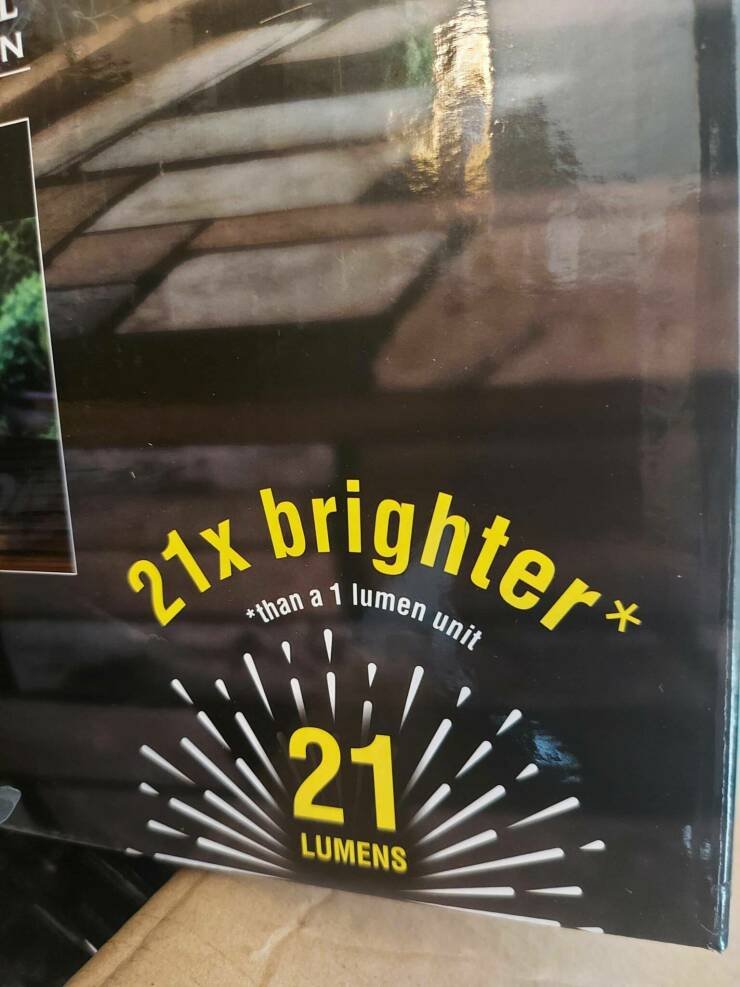 N
21x brighter*
*than a 1 lumen unit
21
LUMENS